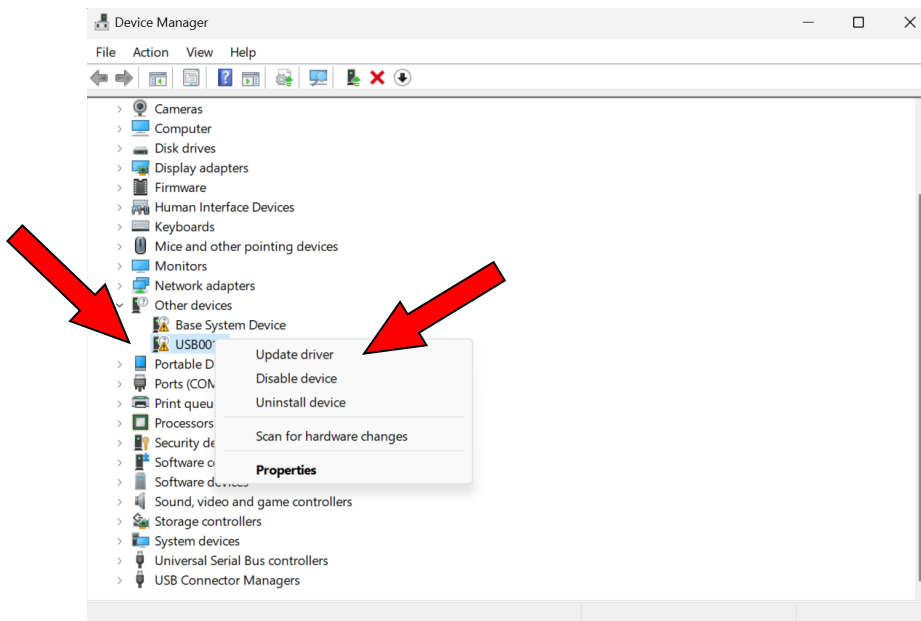 Device Manager
File Action View Help
Cameras
Computer
Disk drives
Display adapters
Firmware
Human Interface Devices
Keyboards
Mice and other pointing devices
Monitors
Network adapters
Other devices
Base System Device
USB001
Update driver
Portable D
Disable device
Ports (COM
Print queu
Uninstall device
Processors
Security de
Scan for hardware changes
Software c
Properties
Software devices
Sound, video and game controllers
Storage controllers
System devices
Universal Serial Bus controllers
USB Connector Managers